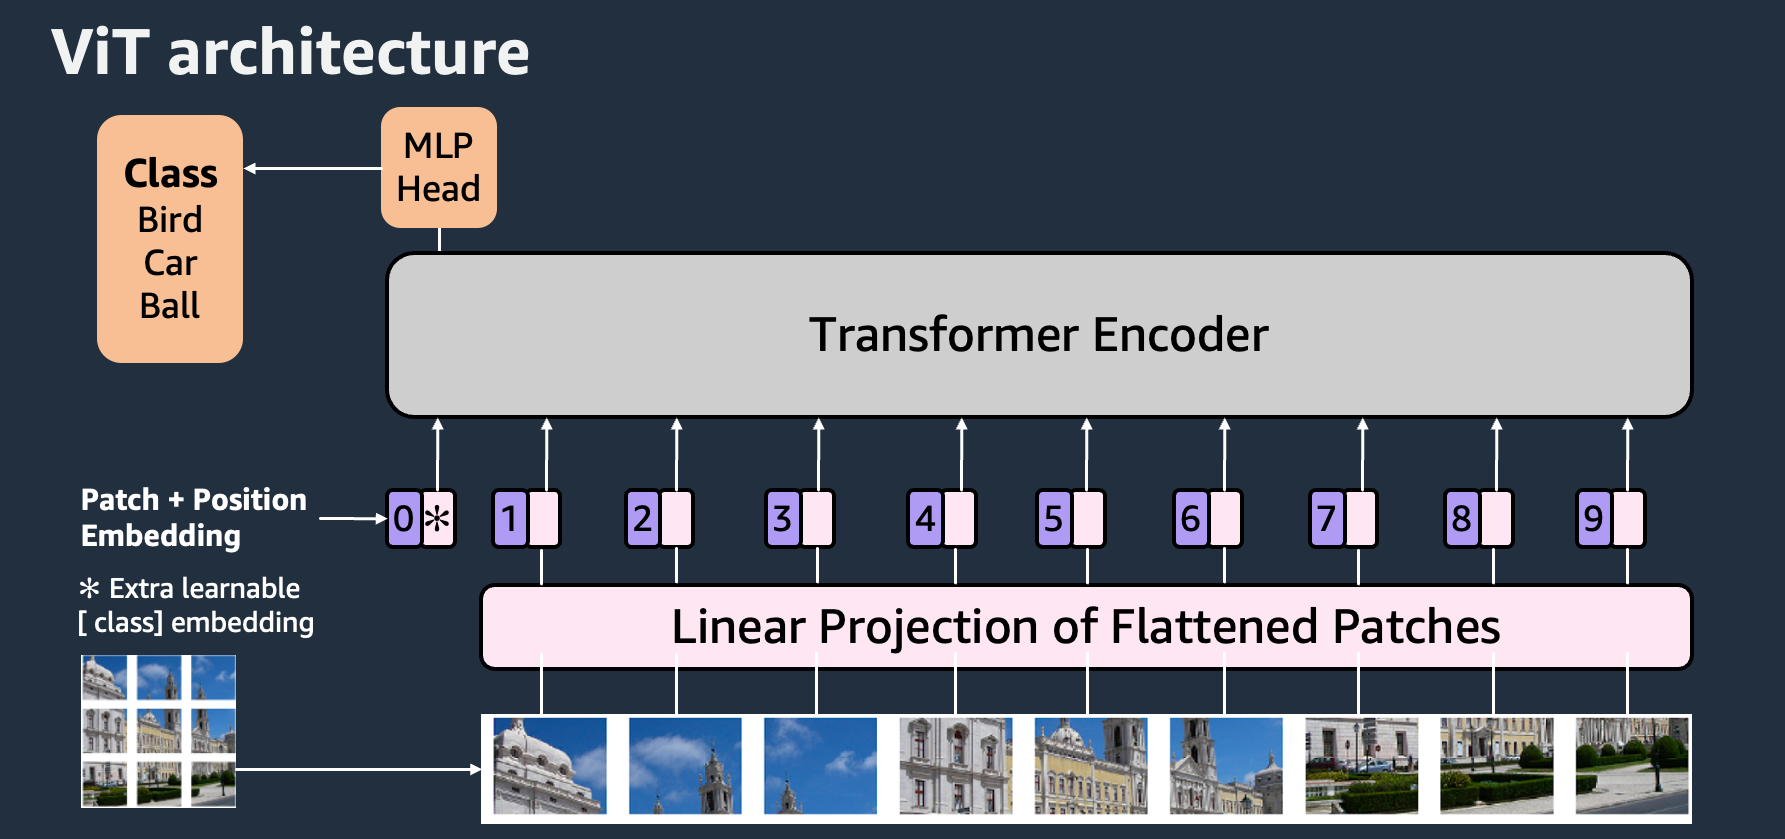 ViT architecture
Class
Bird
Car
Ball
MLP
Head
Transformer Encoder
Patch + Position
Embedding
0 * 1 2 3 4 5 6 7 8 9
* Extra learnable
[ class] embedding
Linear Projection of Flattened Patches